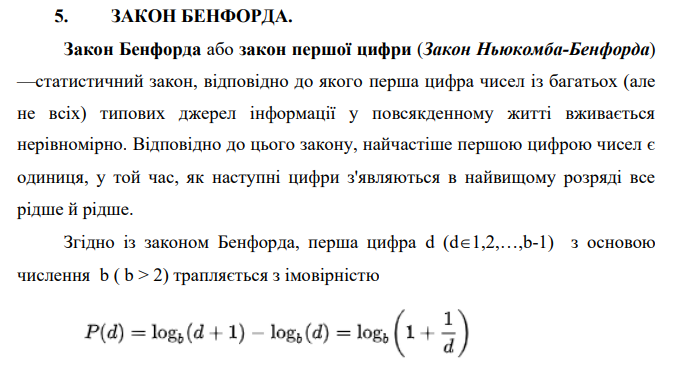 5. ЗАКОН БЕНФОРДА.
Закон Бенфорда або закон першої цифри (Закон Ньюкомба-Бенфорда)
—статистичний закон, відповідно до якого перша цифра чисел із багатьох (але
не всіх) типових джерел інформації у повсякденному житті вживається
нерівномірно. Відповідно до цього закону, найчастіше першою цифрою чисел є
одиниця, у той час, як наступні цифри з'являються в найвищому розряді все
рідше й рідше.
Згідно із законом Бенфорда, перша цифра d (d∈1,2,…,b-1) з основою
числення b ( b > 2) трапляється з імовірністю
P(d) = log_b(d + 1) − log_b(d) = log_b(1 + 1/d)